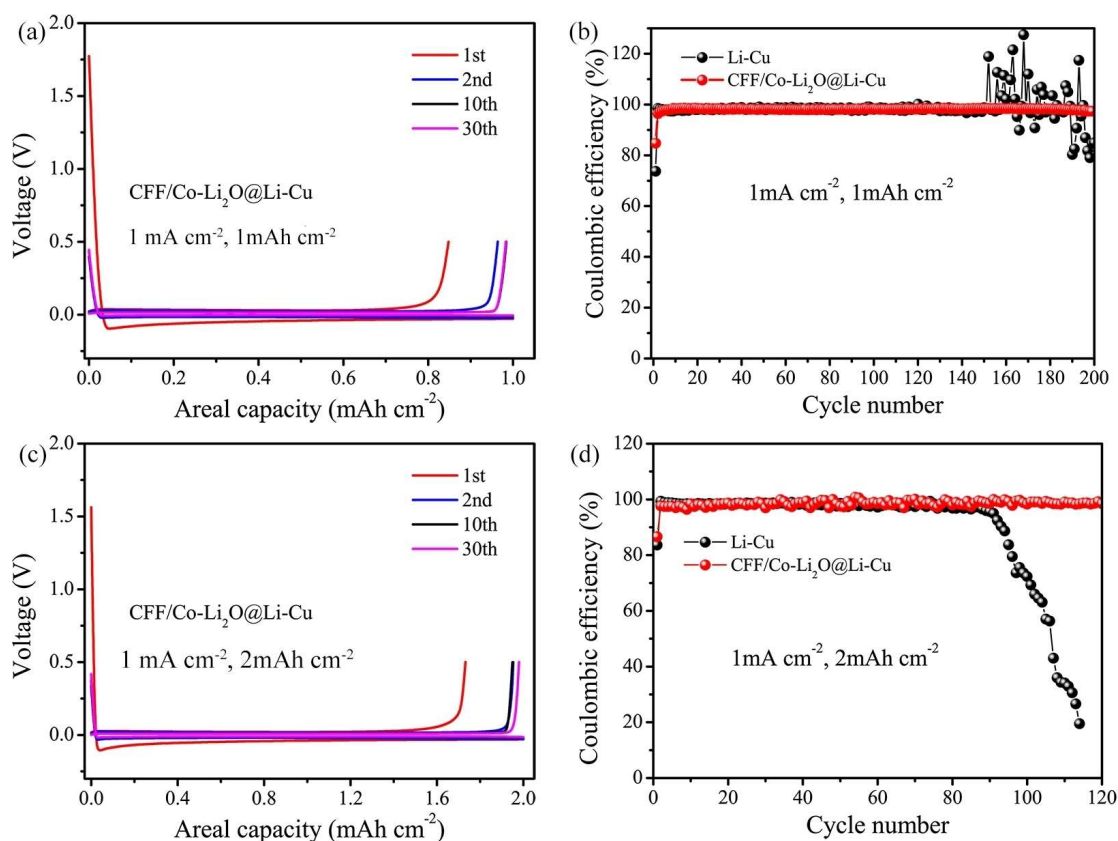 (a)
2.0
1.5
1.0
0.5
0.0
Voltage (V)
1st
2nd
10th
30th
CFF/Co-Li₂O@Li-Cu
1 mA cm⁻², 1mAh cm⁻²
0.0 0.2 0.4 0.6 0.8 1.0
Areal capacity (mAh cm⁻²)
(b)
120
100
80
60
40
20
0
Coulombic efficiency (%)
Li-Cu
CFF/Co-Li₂O@Li-Cu
1mA cm⁻², 1mAh cm⁻²
0 20 40 60 80 100 120 140 160 180 200
Cycle number
(c)
2.0
1.5
1.0
0.5
0.0
Voltage (V)
1st
2nd
10th
30th
CFF/Co-Li₂O@Li-Cu
1 mA cm⁻², 2mAh cm⁻²
0.0 0.4 0.8 1.2 1.6 2.0
Areal capacity (mAh cm⁻²)
(d)
120
100
80
60
40
20
0
Coulombic efficiency (%)
Li-Cu
CFF/Co-Li₂O@Li-Cu
1mA cm⁻², 2mAh cm⁻²
0 20 40 60 80 100 120
Cycle number